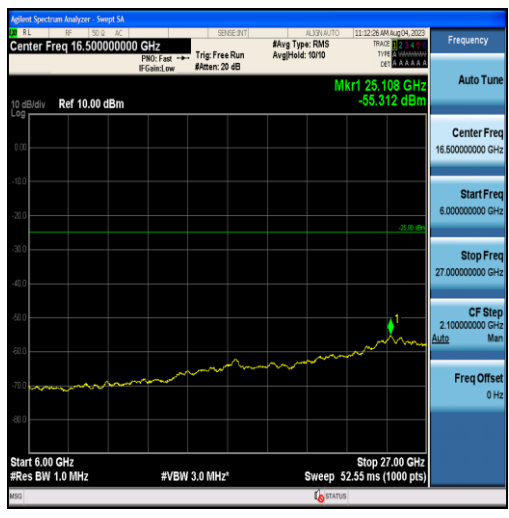 Agilent Spectrum Analyzer - Swept SA
RL RF 50 Ω AC SENSE:INT ALIGN AUTO 11:12:26 AM Aug 04, 2023
Center Freq 16.500000000 GHz
PNO: Fast
IFGain:Low
Trig: Free Run
#Atten: 20 dB
#Avg Type: RMS
Avg|Hold: 10/10
TRACE 1 2 3 4 5 6
TYPE A
DET A A A A A A
Mkr1 25.108 GHz
-55.312 dBm
10 dB/div Ref 10.00 dBm
Log
0.00
-10.0
-20.0
-25.00 dBm
-30.0
-40.0
-50.0
1
-60.0
-70.0
-80.0
Start 6.00 GHz Stop 27.00 GHz
#Res BW 1.0 MHz #VBW 3.0 MHz* Sweep 52.55 ms (1000 pts)
MSG STATUS
Frequency
Auto Tune
Center Freq
16.500000000 GHz
Start Freq
6.000000000 GHz
Stop Freq
27.000000000 GHz
CF Step
2.100000000 GHz
Auto Man
Freq Offset
0 Hz